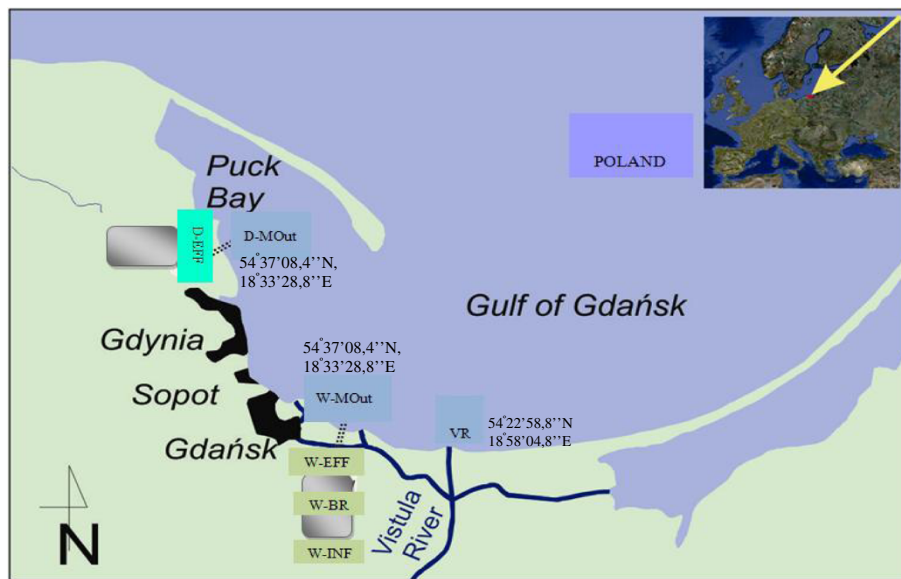 POLAND
Puck
Bay
D-EFF
D-MOut
54°37'08,4''N,
18°33'28,8''E
Gulf of Gdańsk
Gdynia
54°37'08,4''N,
18°33'28,8''E
Sopot
W-MOut
Gdańsk
VR
54°22'58,8''N
18°58'04,8''E
W-EFF
W-BR
W-INF
Vistula
River
N